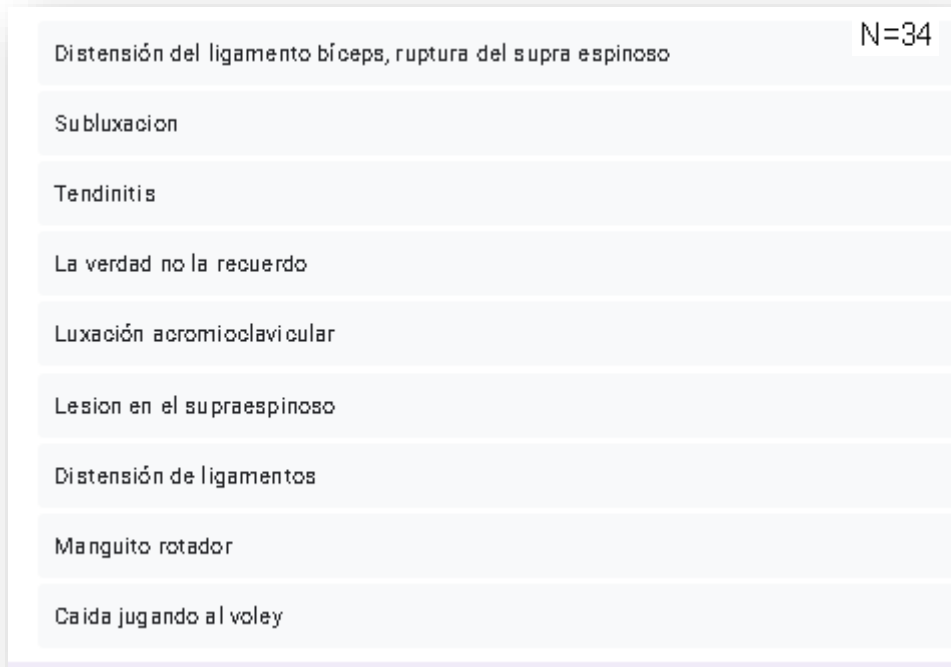 N=34
Distensión del ligamento bíceps, ruptura del supra espinoso
Subluxacion
Tendinitis
La verdad no la recuerdo
Luxación acromioclavicular
Lesion en el supraespinoso
Distensión de ligamentos
Manguito rotador
Caida jugando al voley